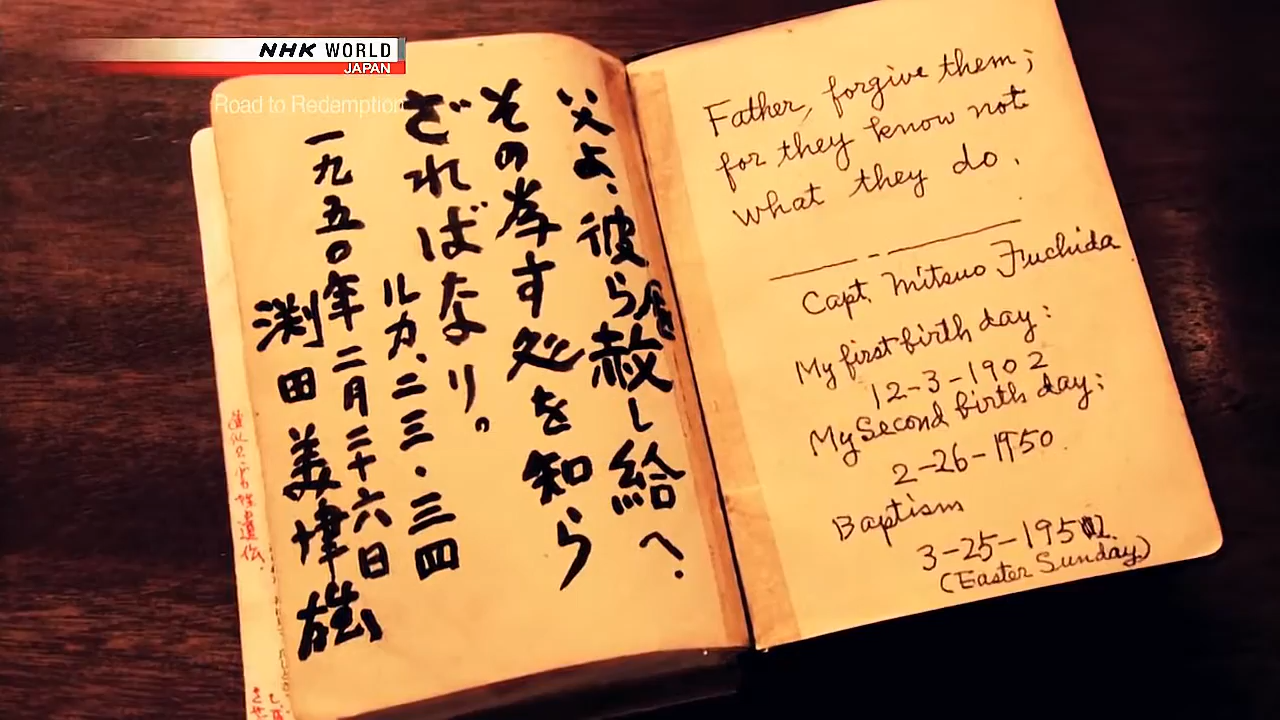 NHK WORLD
JAPAN
Road to Redemption
父よ、彼ら赦し給へ.
その為す処を知ら
ざればなり。
ルカ、二三・三四
一九五〇年二月二十六日
渕田美津雄
Father, forgive them;
for they know not
what they do.
Capt. Mitsuo Fuchida
My first birth day:
12-3-1902
My Second birth day;
2-26-1950.
Baptism
3-25-1951.
(Easter Sunday)